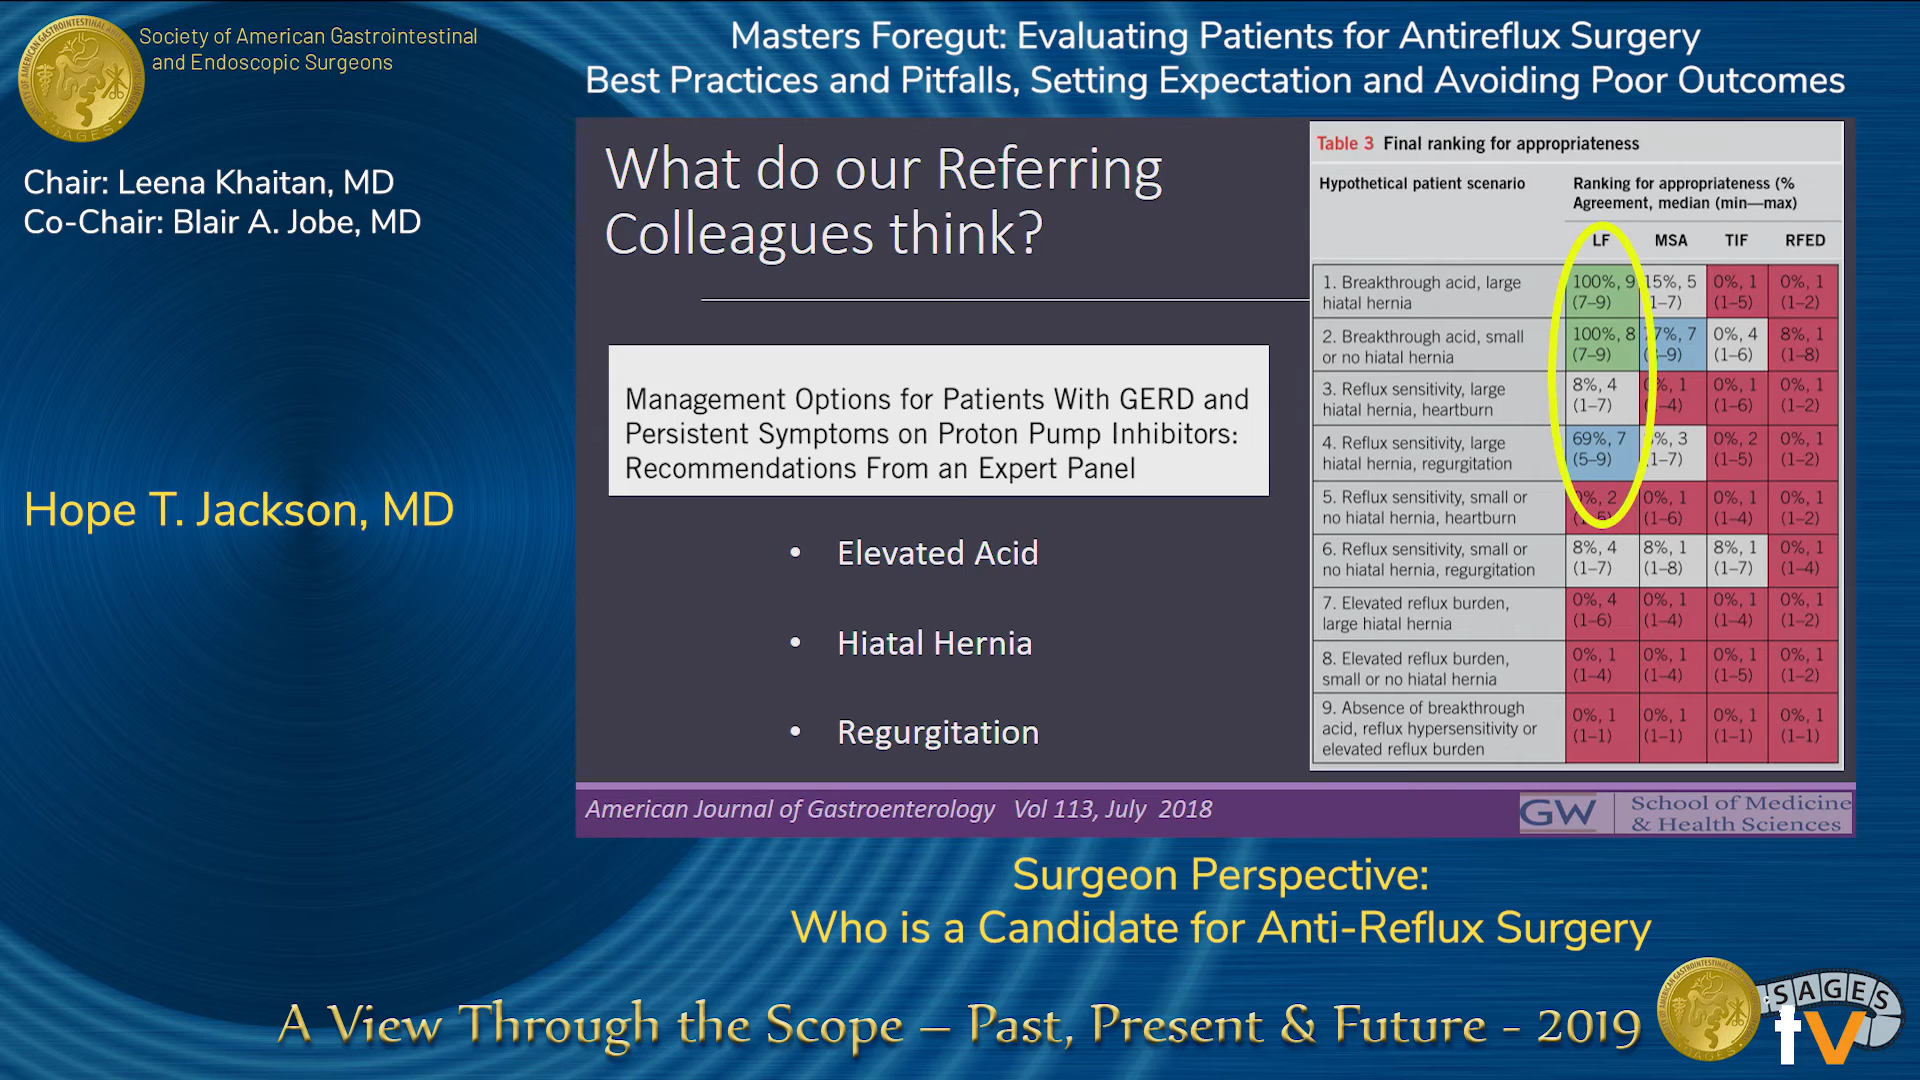 Society of American Gastrointestinal
and Endoscopic Surgeons
Masters Foregut: Evaluating Patients for Antireflux Surgery
Best Practices and Pitfalls, Setting Expectation and Avoiding Poor Outcomes
Chair: Leena Khaitan, MD
Co-Chair: Blair A. Jobe, MD
Hope T. Jackson, MD
What do our Referring
Colleagues think?
Management Options for Patients With GERD and
Persistent Symptoms on Proton Pump Inhibitors:
Recommendations From an Expert Panel
• Elevated Acid
• Hiatal Hernia
• Regurgitation
Table 3 Final ranking for appropriateness
Hypothetical patient scenario
Ranking for appropriateness (%
Agreement, median (min—max)
LF MSA TIF RFED
1. Breakthrough acid, large 100%, 9 15%, 5 0%, 1 0%, 1
hiatal hernia (7–9) 1–7) (1–5) (1–2)
2. Breakthrough acid, small 100%, 8 7%, 7 0%, 4 8%, 1
or no hiatal hernia (7–9) –9) (1–6) (1–8)
3. Reflux sensitivity, large 8%, 4 %, 1 0%, 1 0%, 1
hiatal hernia, heartburn (1–7) –4) (1–6) (1–2)
4. Reflux sensitivity, large 69%, 7 %, 3 0%, 2 0%, 1
hiatal hernia, regurgitation (5–9) 1–7) (1–5) (1–2)
5. Reflux sensitivity, small or 0%, 2 0%, 1 0%, 1 0%, 1
no hiatal hernia, heartburn (1–5) (1–6) (1–4) (1–2)
6. Reflux sensitivity, small or 8%, 4 8%, 1 8%, 1 0%, 1
no hiatal hernia, regurgitation (1–7) (1–8) (1–7) (1–4)
7. Elevated reflux burden, 0%, 4 0%, 1 0%, 1 0%, 1
large hiatal hernia (1–6) (1–4) (1–4) (1–2)
8. Elevated reflux burden, 0%, 1 0%, 1 0%, 1 0%, 1
small or no hiatal hernia (1–4) (1–4) (1–5) (1–2)
9. Absence of breakthrough
acid, reflux hypersensitivity or 0%, 1 0%, 1 0%, 1 0%, 1
elevated reflux burden (1–1) (1–1) (1–1) (1–1)
American Journal of Gastroenterology Vol 113, July 2018
GW School of Medicine
& Health Sciences
Surgeon Perspective:
Who is a Candidate for Anti-Reflux Surgery
A View Through the Scope – Past, Present & Future - 2019
SAGES
tv